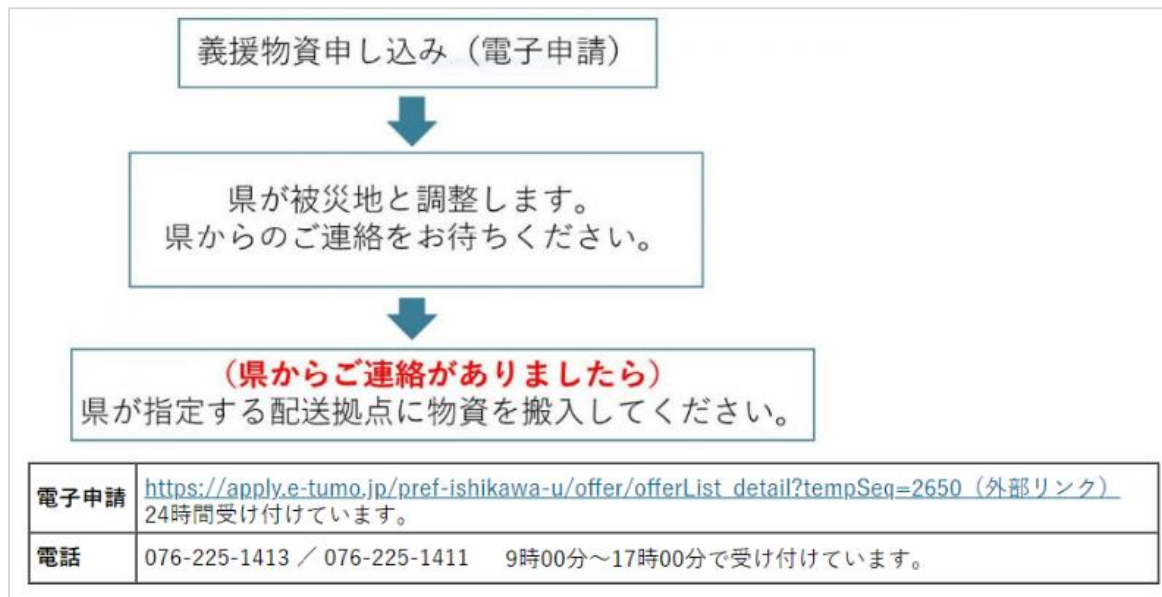 義援物資申し込み（電子申請）
県が被災地と調整します。
県からのご連絡をお待ちください。
（県からご連絡がありましたら）
県が指定する配送拠点に物資を搬入してください。
電子申請 https://apply.e-tumo.jp/pref-ishikawa-u/offer/offerList_detail?tempSeq=2650（外部リンク）
24時間受け付けています。
電話 076-225-1413 ／ 076-225-1411 9時00分～17時00分で受け付けています。